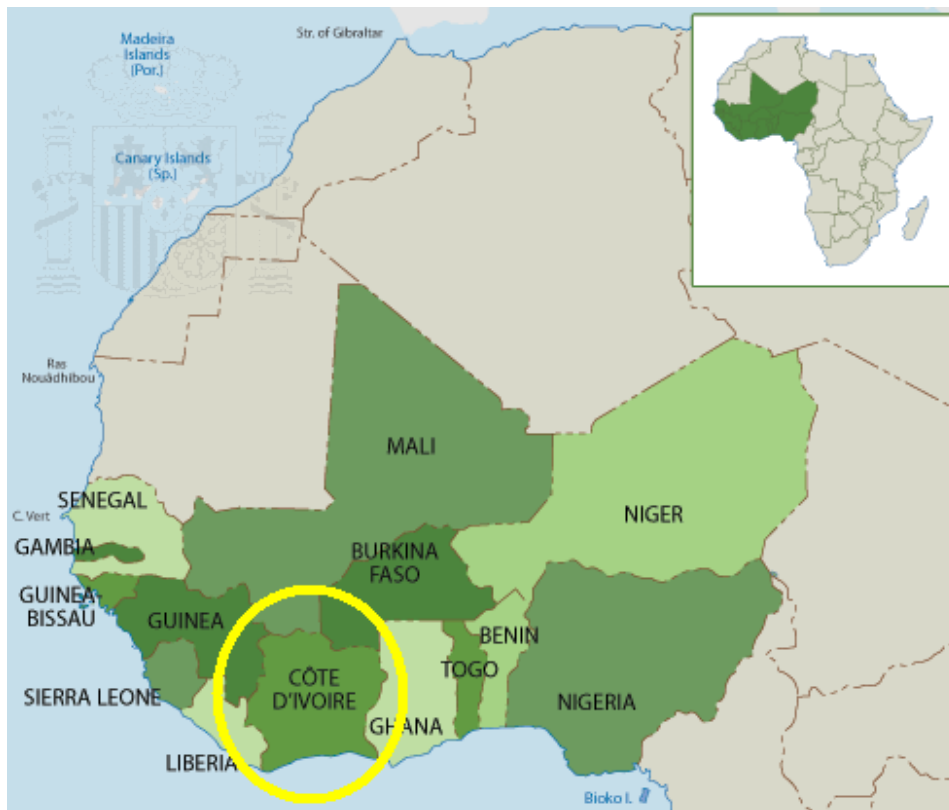 Str. of Gibraltar
Madeira
Islands
(Por.)
Canary Islands
(Sp.)
Ras
Nouâdhibou
MALI
SENEGAL
C. Vert
NIGER
GAMBIA
BURKINA
FASO
GUINEA-
BISSAU
GUINEA
BENIN
TOGO
CÔTE
D'IVOIRE
SIERRA LEONE
NIGERIA
GHANA
LIBERIA
Bioko I.